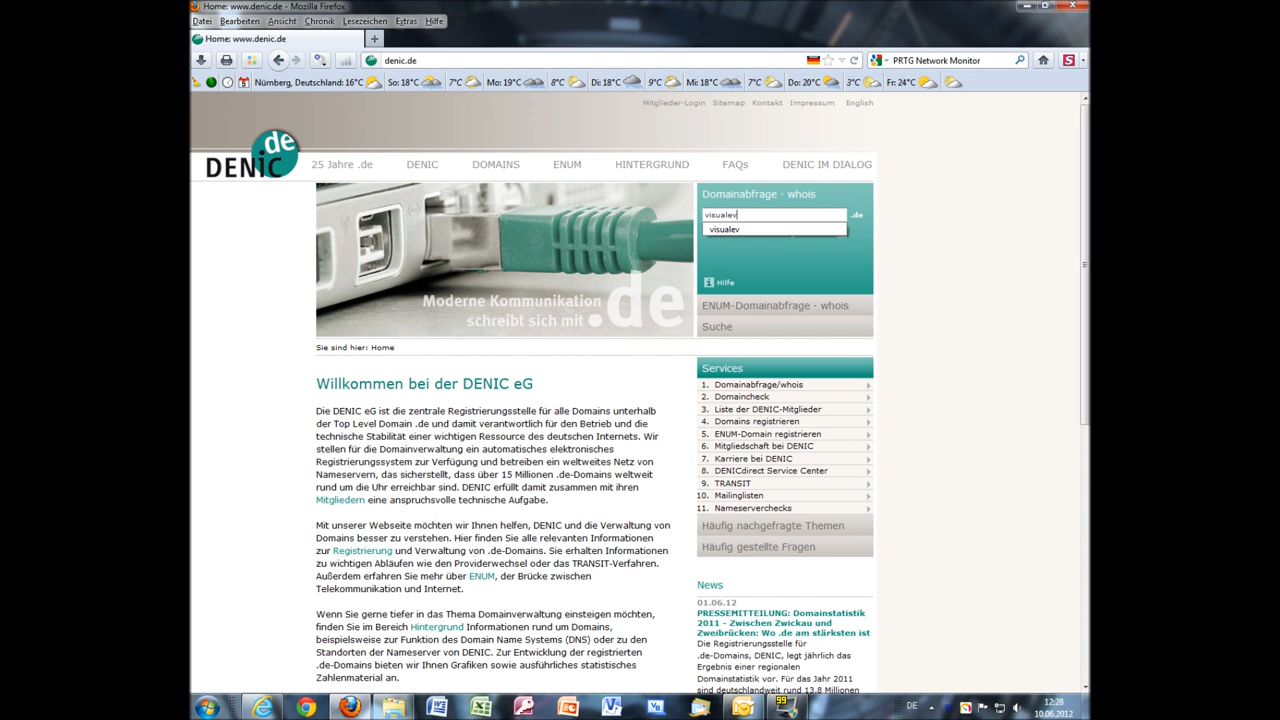 Home: www.denic.de - Mozilla Firefox
Datei Bearbeiten Ansicht Chronik Lesezeichen Extras Hilfe
Home: www.denic.de
denic.de
PRTG Network Monitor
Nürnberg, Deutschland: 16°C So: 18°C 7°C Mo: 19°C 8°C Di: 18°C 9°C Mi: 18°C 7°C Do: 20°C 3°C Fr: 24°C
Mitglieder-Login Sitemap Kontakt Impressum English
DENIC de
25 Jahre .de DENIC DOMAINS ENUM HINTERGRUND FAQs DENIC IM DIALOG
Moderne Kommunikation
schreibt sich mit .de
Domainabfrage · whois
visualev .de
visualev
Hilfe
ENUM-Domainabfrage · whois
Suche
Sie sind hier: Home
Willkommen bei der DENIC eG
Die DENIC eG ist die zentrale Registrierungsstelle für alle Domains unterhalb
der Top Level Domain .de und damit verantwortlich für den Betrieb und die
technische Stabilität einer wichtigen Ressource des deutschen Internets. Wir
stellen für die Domainverwaltung ein automatisches elektronisches
Registrierungssystem zur Verfügung und betreiben ein weltweites Netz von
Nameservern, das sicherstellt, dass über 15 Millionen .de-Domains weltweit
rund um die Uhr erreichbar sind. DENIC erfüllt damit zusammen mit ihren
Mitgliedern eine anspruchsvolle technische Aufgabe.
Mit unserer Webseite möchten wir Ihnen helfen, DENIC und die Verwaltung von
Domains besser zu verstehen. Hier finden Sie alle relevanten Informationen
zur Registrierung und Verwaltung von .de-Domains. Sie erhalten Informationen
zu wichtigen Abläufen wie den Providerwechsel oder das TRANSIT-Verfahren.
Außerdem erfahren Sie mehr über ENUM, der Brücke zwischen
Telekommunikation und Internet.
Wenn Sie gerne tiefer in das Thema Domainverwaltung einsteigen möchten,
finden Sie im Bereich Hintergrund Informationen rund um Domains,
beispielsweise zur Funktion des Domain Name Systems (DNS) oder zu den
Standorten der Nameserver von DENIC. Zur Entwicklung der registrierten
.de-Domains bieten wir Ihnen Grafiken sowie ausführliches statistisches
Zahlenmaterial an.
Services
1. Domainabfrage/whois
2. Domaincheck
3. Liste der DENIC-Mitglieder
4. Domains registrieren
5. ENUM-Domain registrieren
6. Mitgliedschaft bei DENIC
7. Karriere bei DENIC
8. DENICdirect Service Center
9. TRANSIT
10. Mailinglisten
11. Nameserverchecks
Häufig nachgefragte Themen
Häufig gestellte Fragen
News
01.06.12
PRESSEMITTEILUNG: Domainstatistik
2011 - Zwischen Zwickau und
Zweibrücken: Wo .de am stärksten ist
Die Registrierungsstelle für
.de-Domains, DENIC, legt jährlich das
Ergebnis einer regionalen
Domainstatistik vor. Für das Jahr 2011
sind deutschlandweit rund 13,8 Millionen
99
DE
12:28
10.06.2012